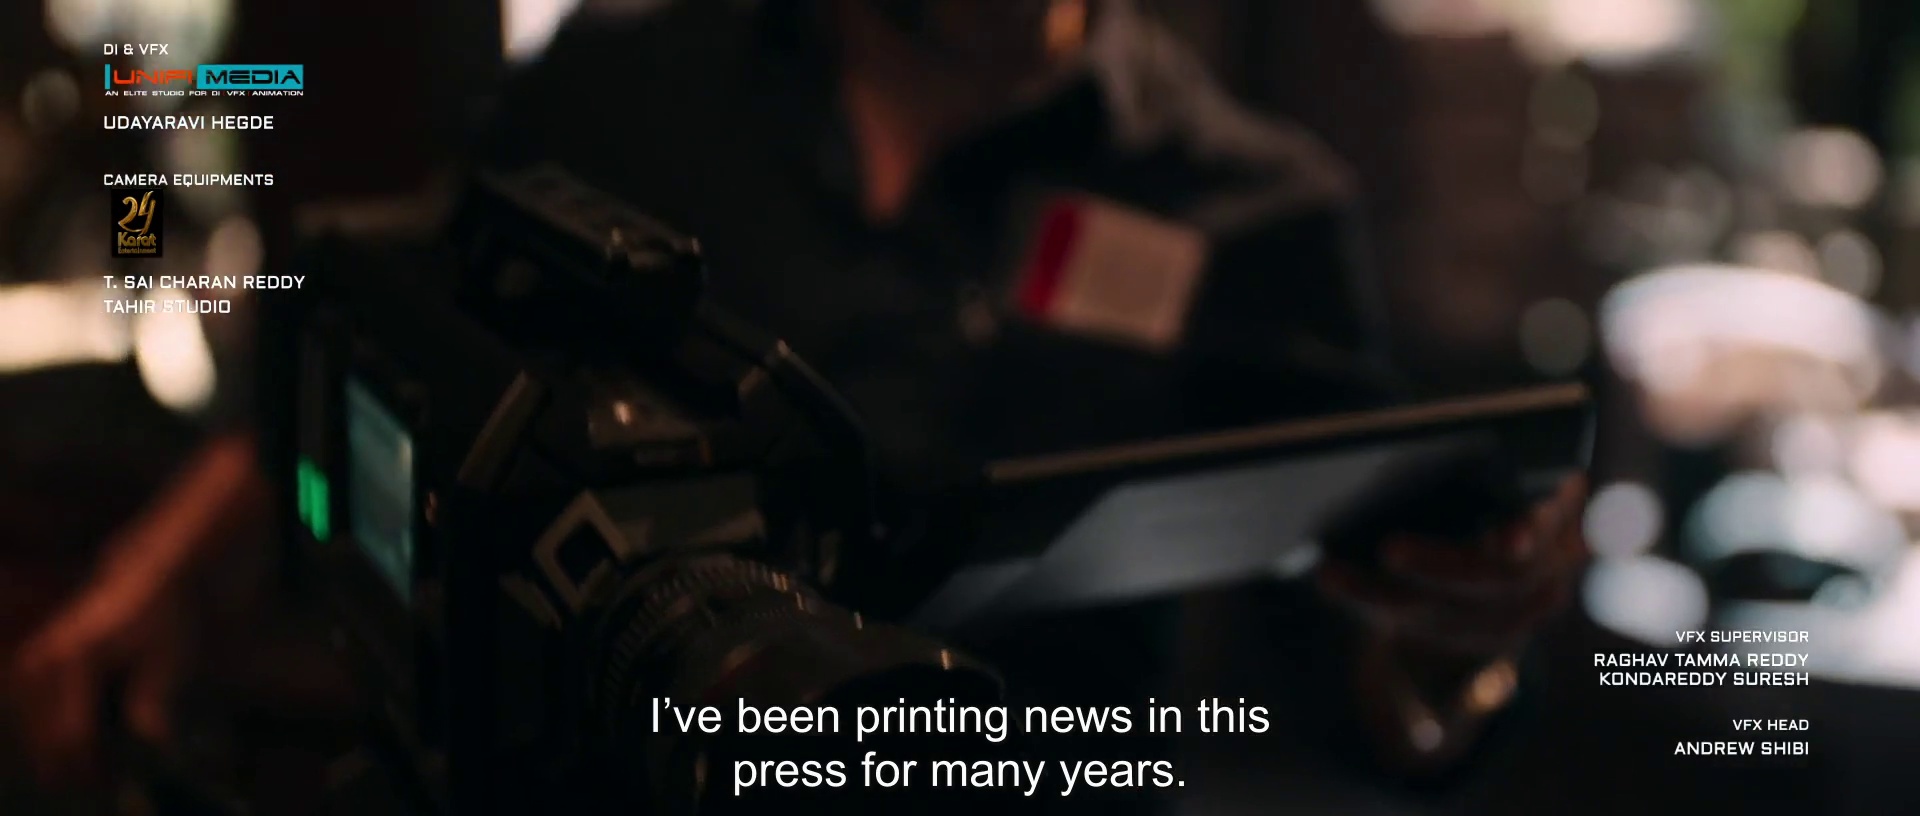 DI & VFX
UNIFI MEDIA
AN ELITE STUDIO FOR DI VFX ANIMATION
UDAYARAVI HEGDE
CAMERA EQUIPMENTS
24
Karat
Entertainment
T. SAI CHARAN REDDY
TAHIR STUDIO
VFX SUPERVISOR
RAGHAV TAMMA REDDY
KONDAREDDY SURESH
VFX HEAD
ANDREW SHIBI
I've been printing news in this
press for many years.